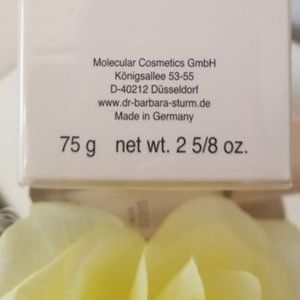 Molecular Cosmetics GmbH
Königsallee 53-55
D-40212 Düsseldorf
www.dr-barbara-sturm.de
Made in Germany
75 g   net wt. 2 5/8 oz.